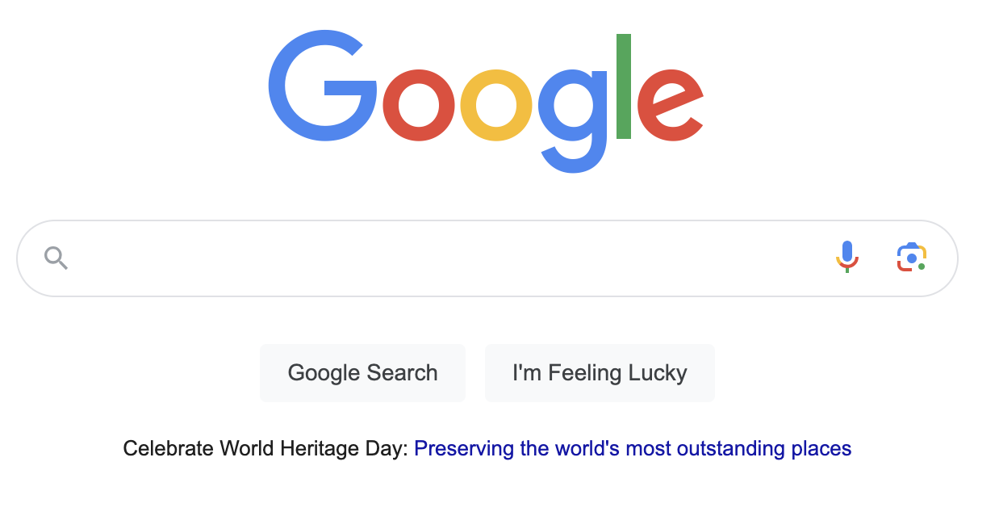 Google
Google Search
I'm Feeling Lucky
Celebrate World Heritage Day: Preserving the world's most outstanding places